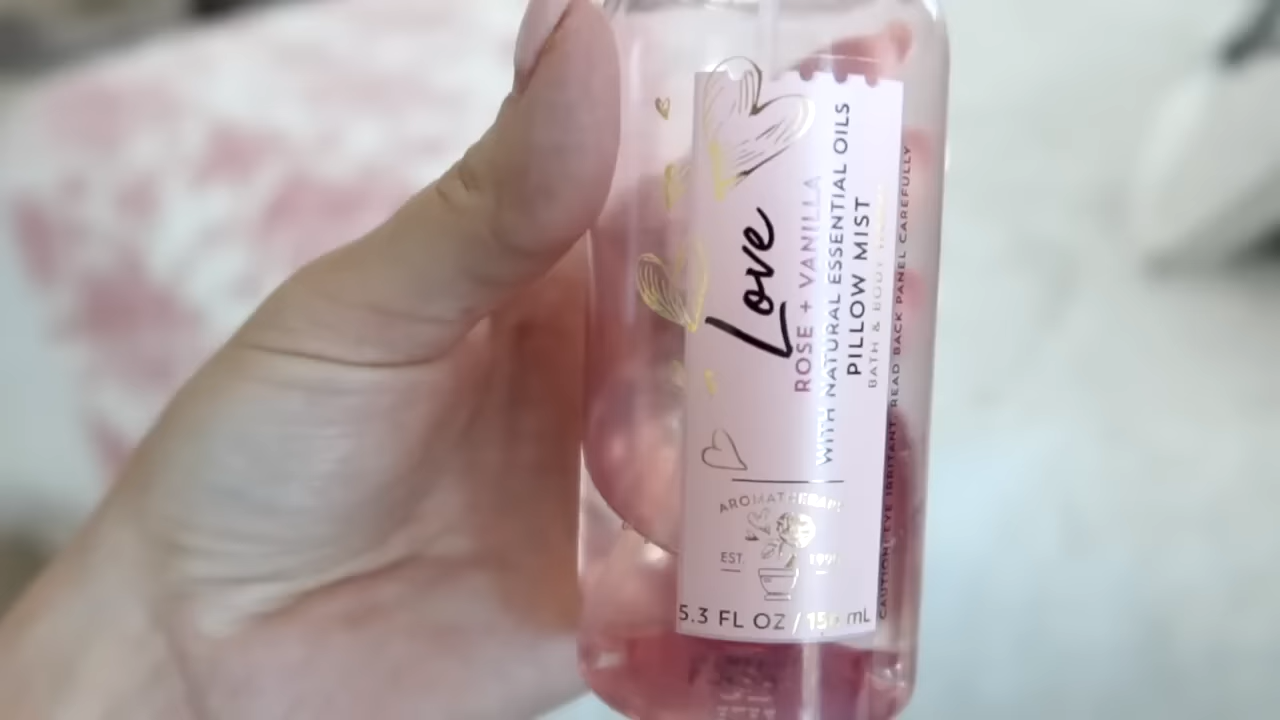 Love
ROSE + VANILLA
WITH NATURAL ESSENTIAL OILS
PILLOW MIST
BATH & BODY
CAUTION: EYE IRRITANT. READ BACK PANEL CAREFULLY
AROMATHERAPY
EST.
5.3 FL OZ / mL